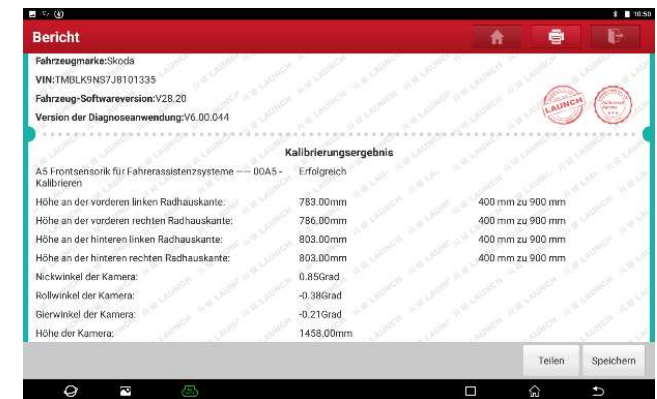 16:50
Bericht
Fahrzeugmarke:Skoda
VIN:TMBLK9NS7J8101335
Fahrzeug-Softwareversion:V28.20
Version der Diagnoseanwendung:V6.00.044
LAUNCH
Kalibrierungsergebnis
A5 Frontsensorik für Fahrerassistenzsysteme --- 00A5 - Erfolgreich
Kalibrieren
Höhe an der vorderen linken Radhauskante: 783.00mm 400 mm zu 900 mm
Höhe an der vorderen rechten Radhauskante: 786.00mm 400 mm zu 900 mm
Höhe an der hinteren linken Radhauskante: 803.00mm 400 mm zu 900 mm
Höhe an der hinteren rechten Radhauskante: 803.00mm 400 mm zu 900 mm
Nickwinkel der Kamera: 0.85Grad
Rollwinkel der Kamera: -0.38Grad
Gierwinkel der Kamera: -0.21Grad
Höhe der Kamera: 1458.00mm
Teilen Speichern